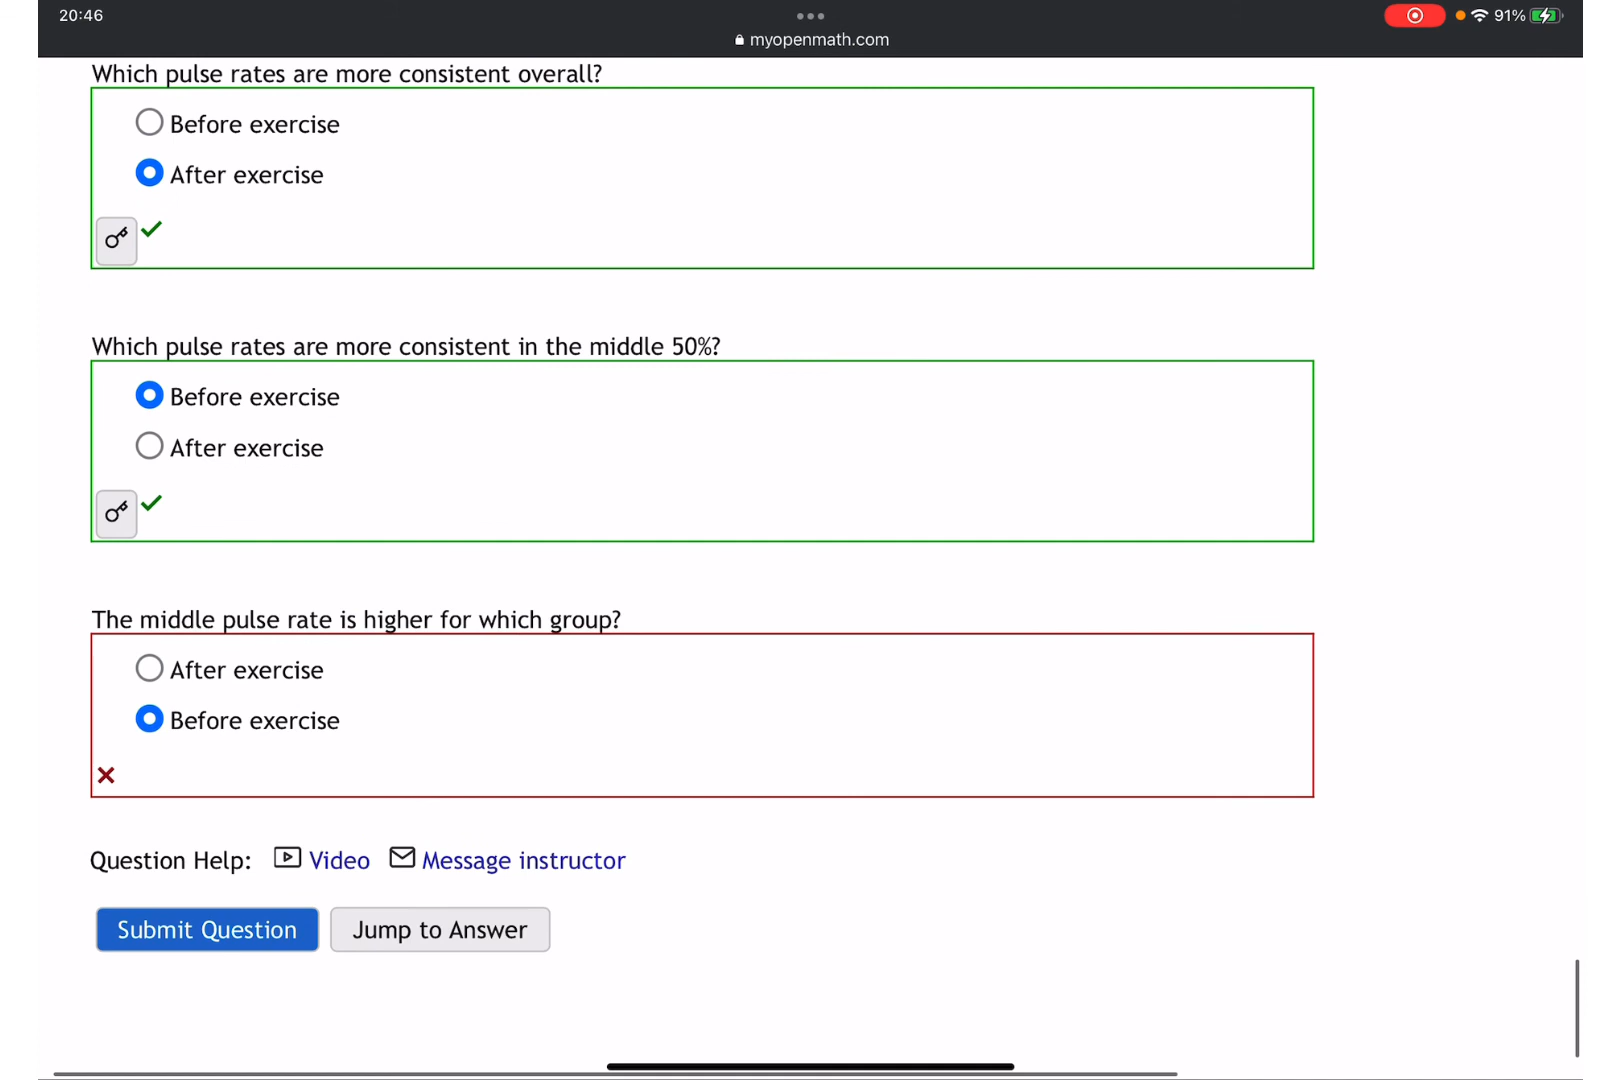 20:46
91%
myopenmath.com
Which pulse rates are more consistent overall?
Before exercise
After exercise
Which pulse rates are more consistent in the middle 50%?
Before exercise
After exercise
The middle pulse rate is higher for which group?
After exercise
Before exercise
Question Help: Video Message instructor
Submit Question Jump to Answer